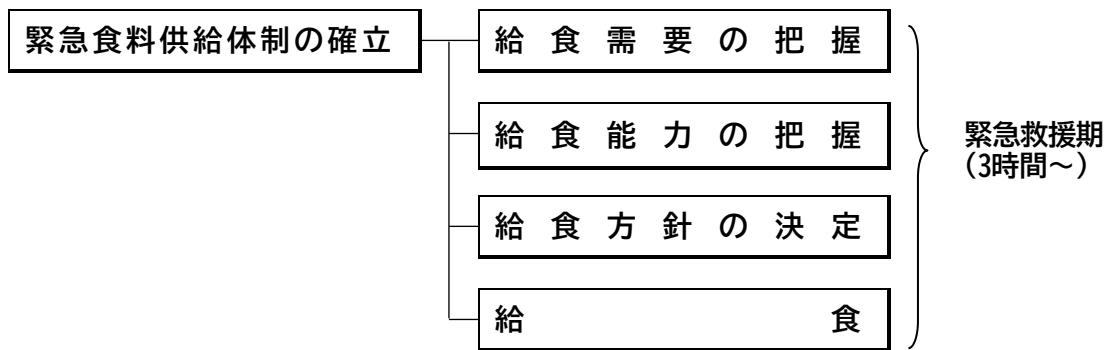 緊急食料供給体制の確立
給食需要の把握
給食能力の把握
給食方針の決定
給食
緊急救援期
（3時間～）